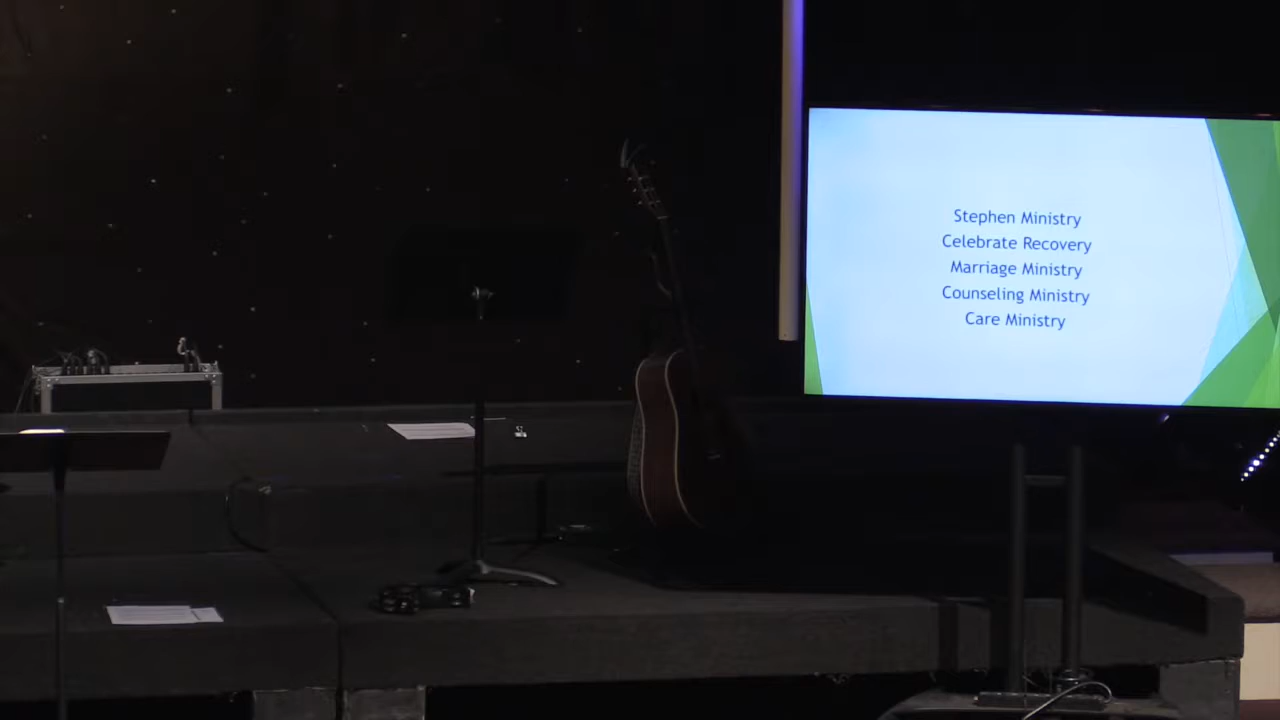 Stephen Ministry
Celebrate Recovery
Marriage Ministry
Counseling Ministry
Care Ministry